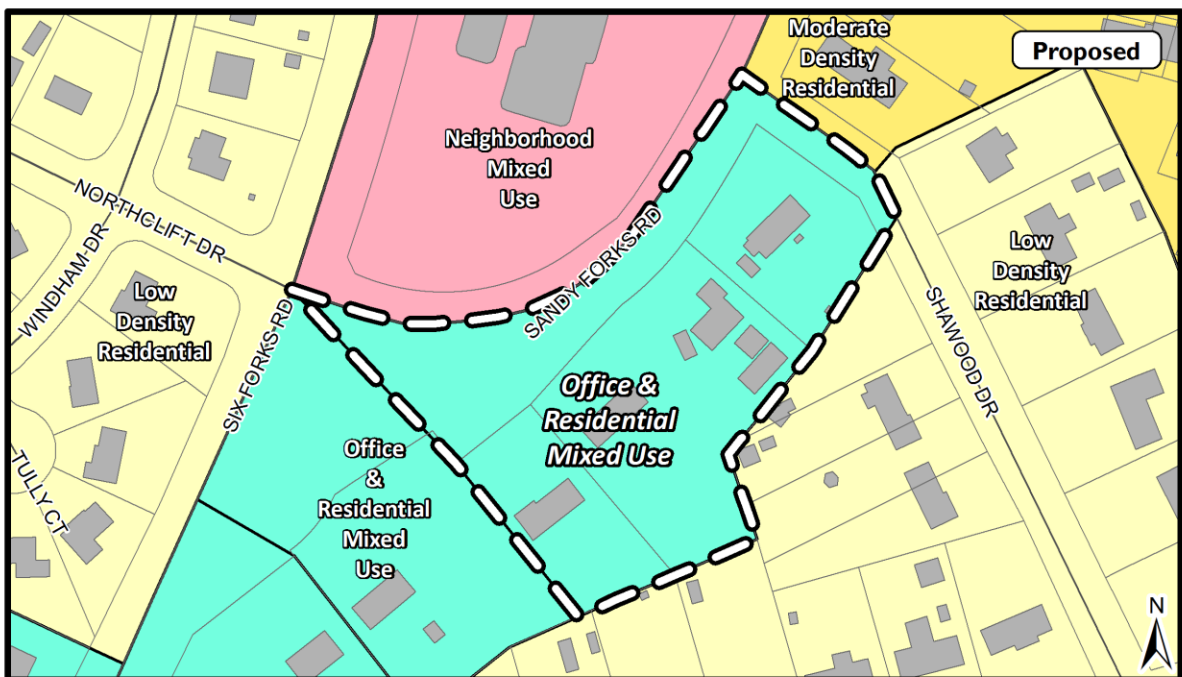 Proposed
Moderate
Density
Residential
Neighborhood
Mixed
Use
NORTHCLIFT DR
WINDHAM DR
Low
Density
Residential
SIX FORKS RD
SANDY FORKS RD
Low
Density
Residential
SHAWOOD DR
Office &
Residential
Mixed Use
Office
&
Residential
Mixed
Use
TULLY CT
N